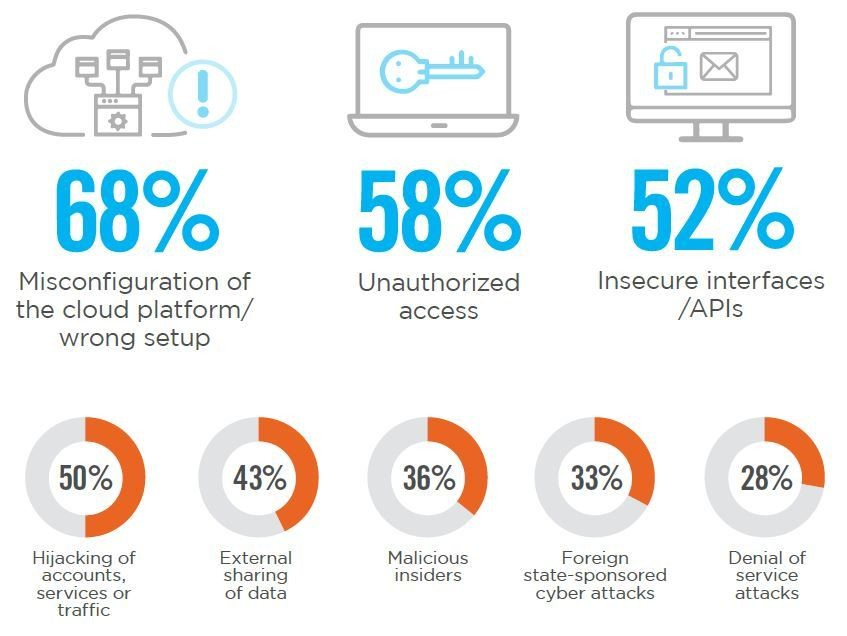 68%
Misconfiguration of
the cloud platform/
wrong setup
58%
Unauthorized
access
52%
Insecure interfaces
/APIs
50%
Hijacking of
accounts,
services or
traffic
43%
External
sharing
of data
36%
Malicious
insiders
33%
Foreign
state-sponsored
cyber attacks
28%
Denial of
service
attacks